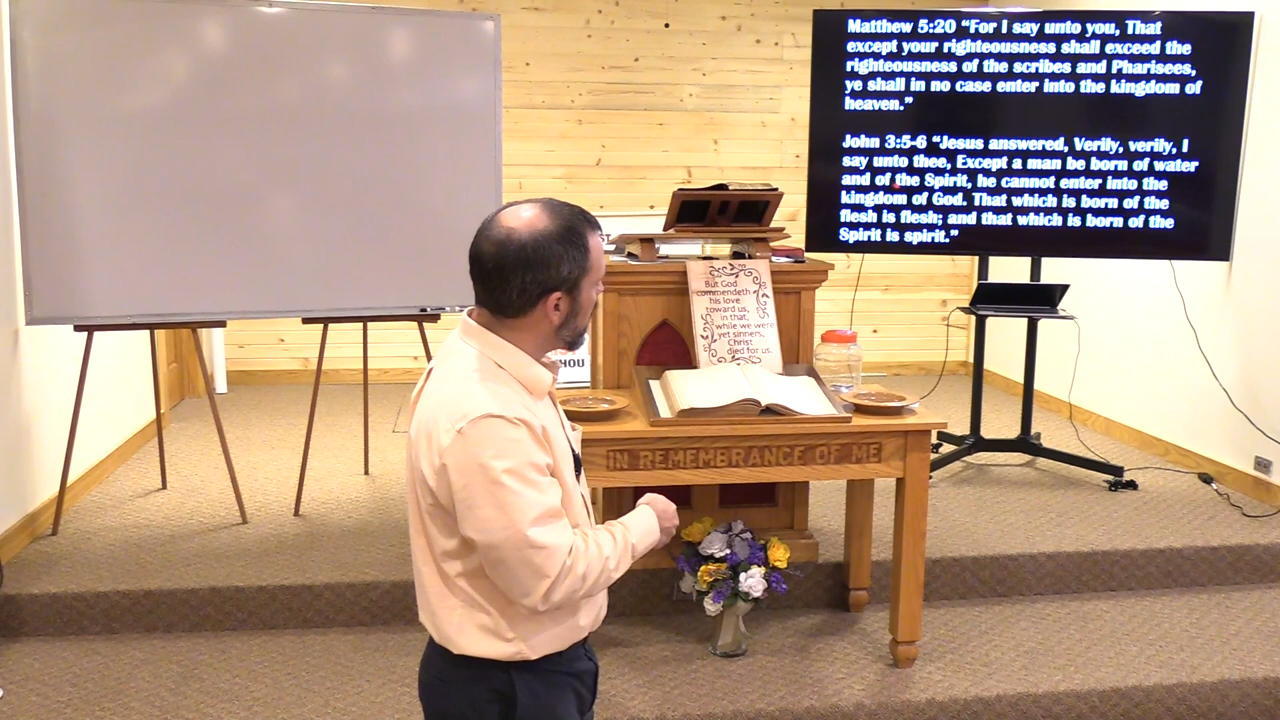 Matthew 5:20 “For I say unto you, That
except your righteousness shall exceed the
righteousness of the scribes and Pharisees,
ye shall in no case enter into the kingdom of
heaven.”
John 3:5-6 “Jesus answered, Verily, verily, I
say unto thee, Except a man be born of water
and of the Spirit, he cannot enter into the
kingdom of God. That which is born of the
flesh is flesh; and that which is born of the
Spirit is spirit.”
But God
commendeth
his love
toward us,
in that,
while we were
yet sinners,
Christ
died for us.
THOU
IN REMEMBRANCE OF ME